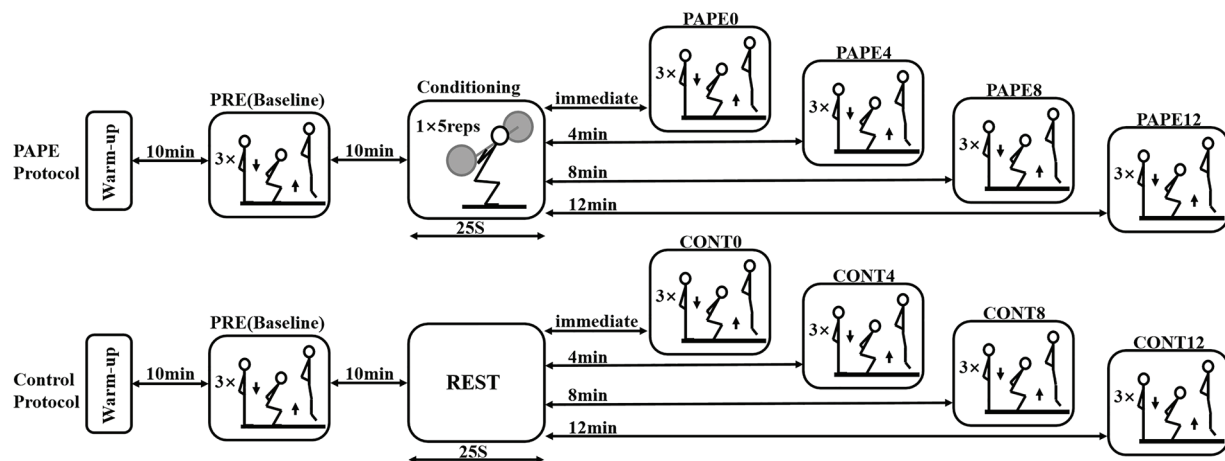 PAPE0
PAPE4
PAPE8
PAPE12
Conditioning
PRE(Baseline)
PAPE
Protocol
Warm-up
10min
3×
10min
1×5reps
immediate
4min
8min
12min
3×
3×
3×
3×
25S
CONT0
CONT4
CONT8
CONT12
PRE(Baseline)
Control
Protocol
Warm-up
10min
3×
10min
REST
immediate
4min
8min
12min
3×
3×
3×
3×
25S